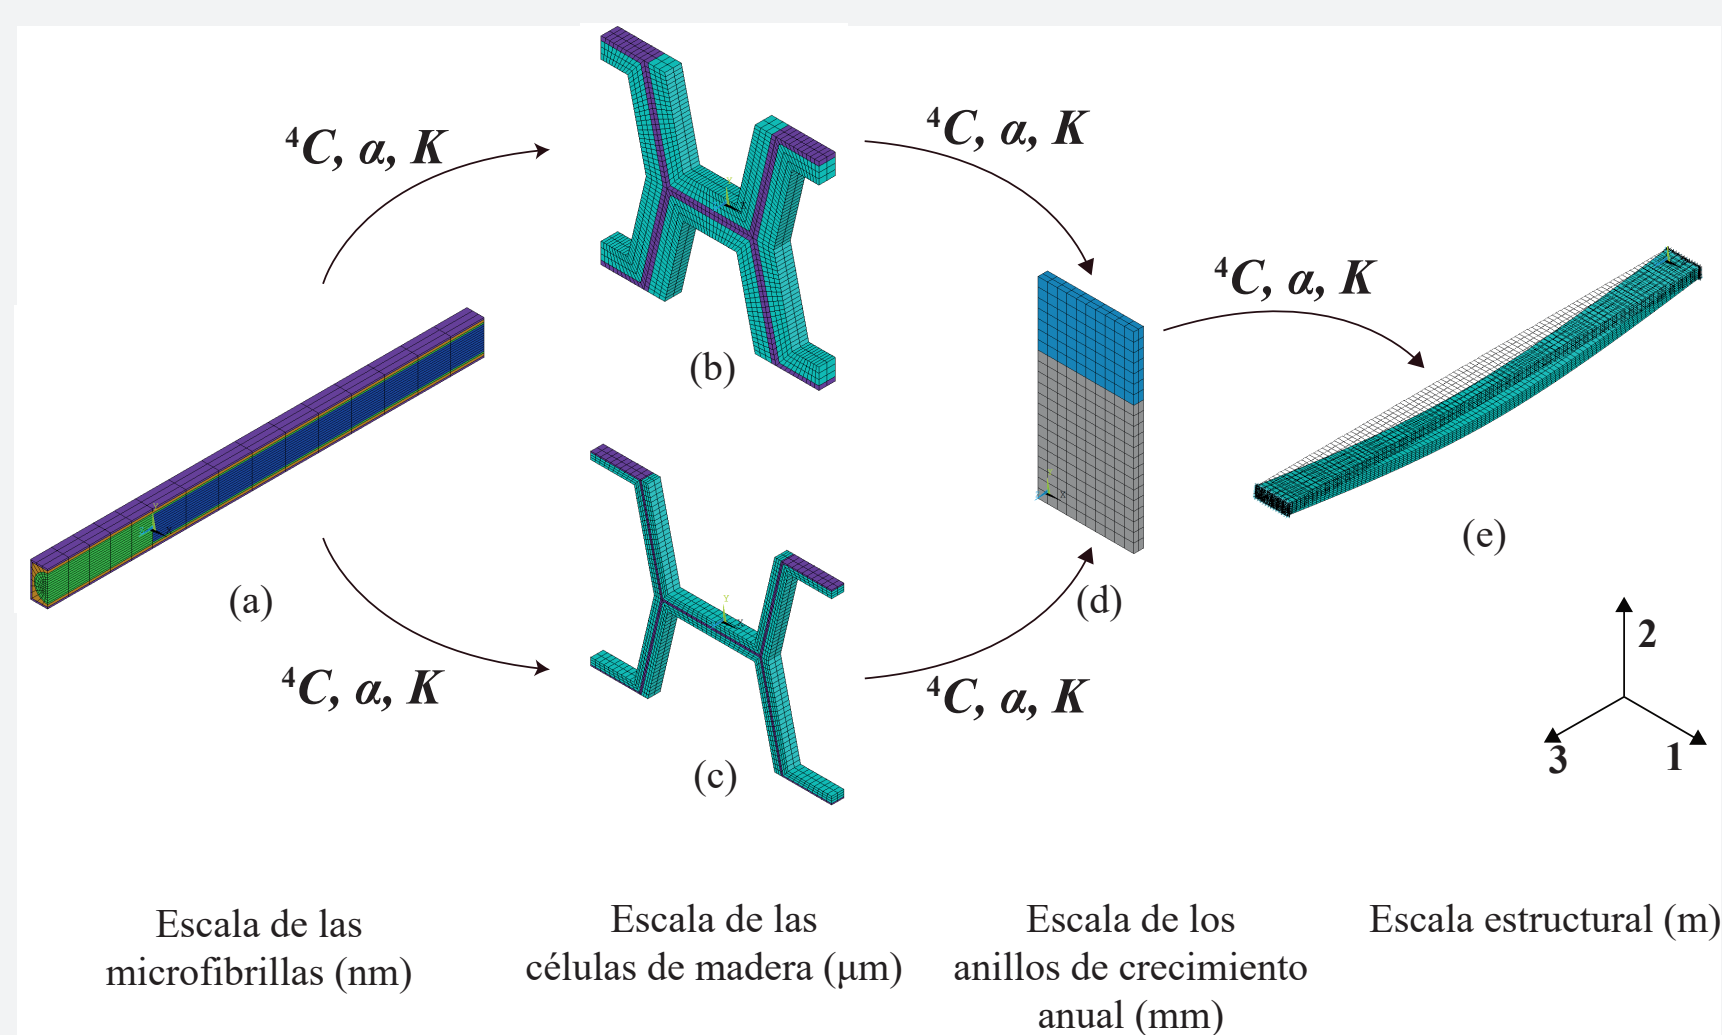 ⁴C, α, K
⁴C, α, K
⁴C, α, K
(b)
(a)
(d)
(e)
⁴C, α, K
⁴C, α, K
(c)
2
3
1
Escala de las
microfibrillas (nm)
Escala de las
células de madera (μm)
Escala de los
anillos de crecimiento
anual (mm)
Escala estructural (m)